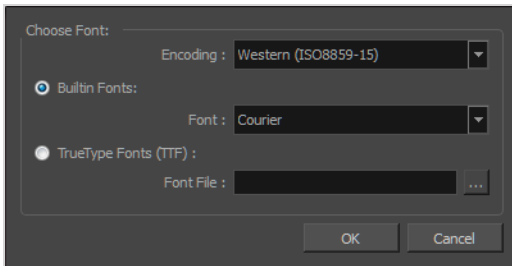 Choose Font:
Encoding : Western (ISO8859-15)
Builtin Fonts:
Font : Courier
TrueType Fonts (TTF) :
Font File :
...
OK Cancel